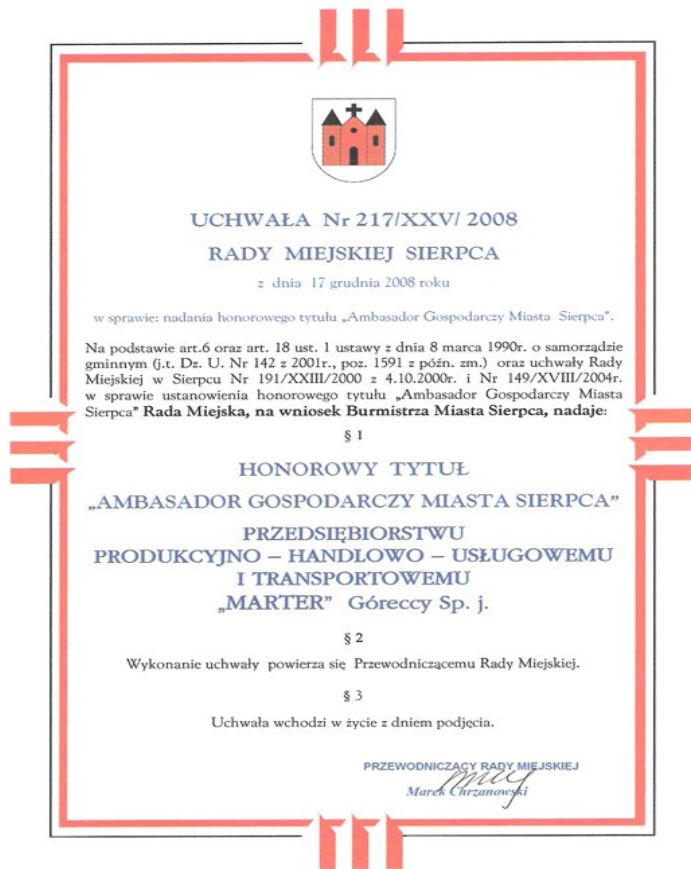 UCHWAŁA Nr 217/XXV/ 2008
RADY MIEJSKIEJ SIERPCA
z dnia 17 grudnia 2008 roku
w sprawie: nadania honorowego tytułu „Ambasador Gospodarczy Miasta Sierpca".
Na podstawie art.6 oraz art. 18 ust. 1 ustawy z dnia 8 marca 1990r. o samorządzie
gminnym (j.t. Dz. U. Nr 142 z 2001r., poz. 1591 z późn. zm.) oraz uchwały Rady
Miejskiej w Sierpcu Nr 191/XXIII/2000 z 4.10.2000r. i Nr 149/XVIII/2004r.
w sprawie ustanowienia honorowego tytułu „Ambasador Gospodarczy Miasta
Sierpca" Rada Miejska, na wniosek Burmistrza Miasta Sierpca, nadaje:
§ 1
HONOROWY TYTUŁ
„AMBASADOR GOSPODARCZY MIASTA SIERPCA"
PRZEDSIĘBIORSTWU
PRODUKCYJNO – HANDLOWO – USŁUGOWEMU
I TRANSPORTOWEMU
„MARTER" Góreccy Sp. j.
§ 2
Wykonanie uchwały powierza się Przewodniczącemu Rady Miejskiej.
§ 3
Uchwała wchodzi w życie z dniem podjęcia.
PRZEWODNICZĄCY RADY MIEJSKIEJ
Marek Chrzanowski